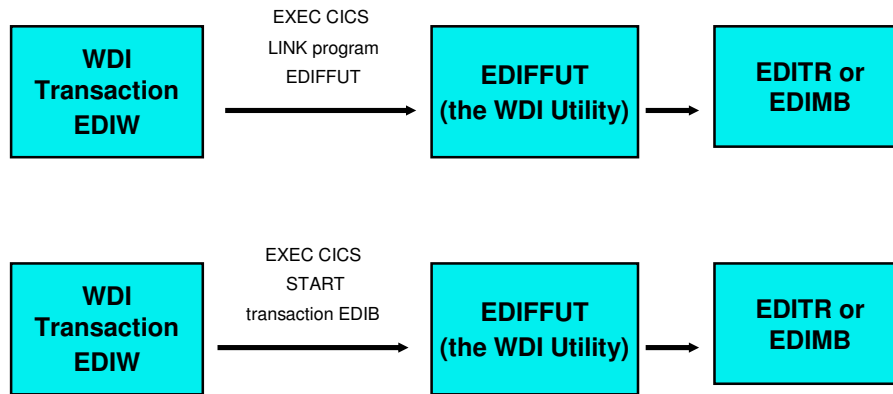 EXEC CICS
LINK program
EDIFFUT
WDI
Transaction
EDIW
EDIFFUT
(the WDI Utility)
EDITR or
EDIMB
EXEC CICS
START
transaction EDIB
WDI
Transaction
EDIW
EDIFFUT
(the WDI Utility)
EDITR or
EDIMB